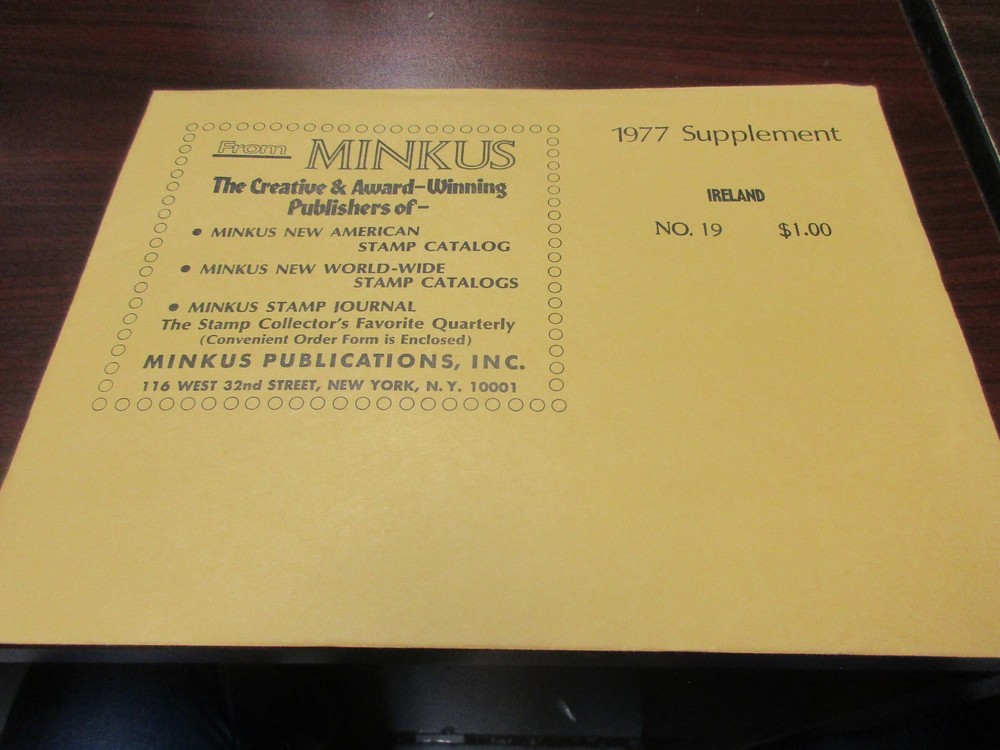 From MINKUS
The Creative & Award-Winning
Publishers of-
• MINKUS NEW AMERICAN
STAMP CATALOG
• MINKUS NEW WORLD-WIDE
STAMP CATALOGS
• MINKUS STAMP JOURNAL
The Stamp Collector's Favorite Quarterly
(Convenient Order Form is Enclosed)
MINKUS PUBLICATIONS, INC.
116 WEST 32nd STREET, NEW YORK, N.Y. 10001
1977 Supplement
IRELAND
NO. 19 $1.00